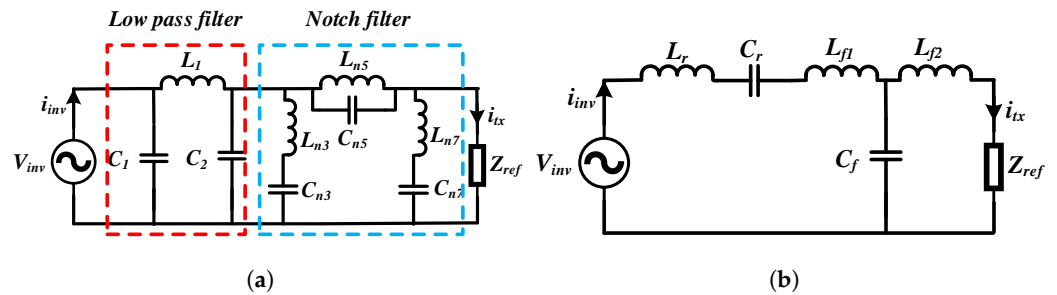 Low pass filter
Notch filter
L1
Ln5
iinv
Cn5
itx
Ln3
Ln7
Vinv
C1
C2
Zref
Cn3
Cn7
(a)
Lr
Cr
Lf1
Lf2
iinv
itx
Vinv
Cf
Zref
(b)